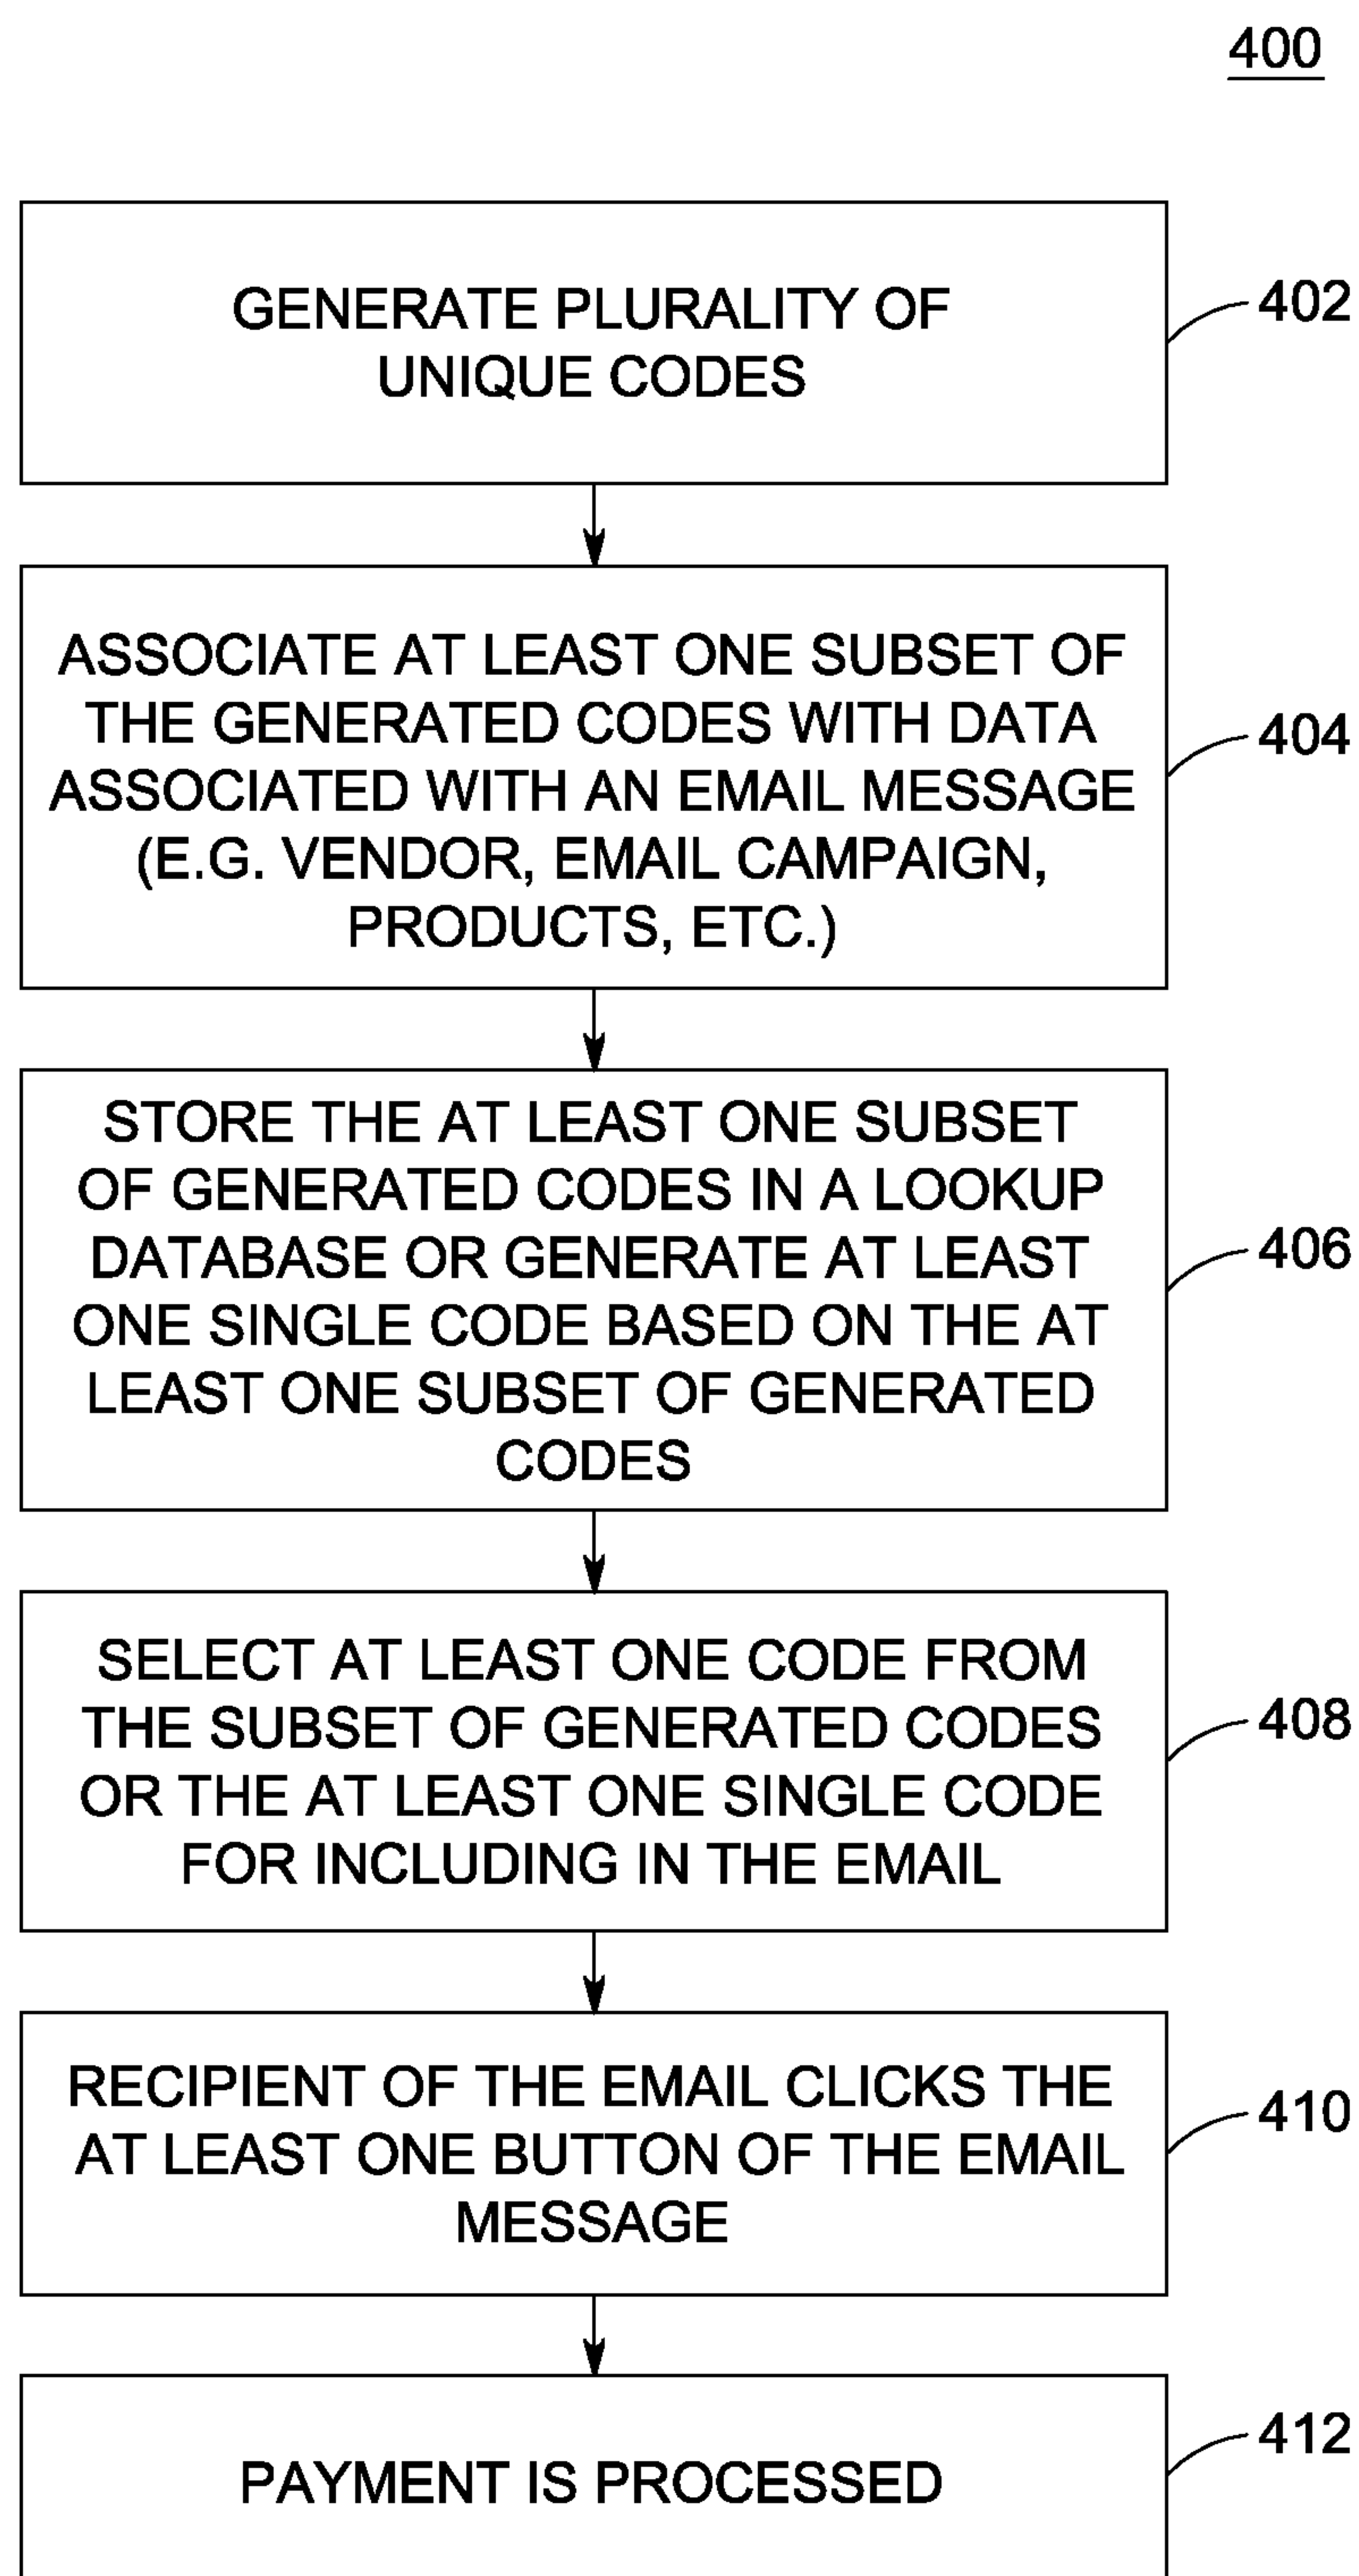 400
GENERATE PLURALITY OF
UNIQUE CODES
402
ASSOCIATE AT LEAST ONE SUBSET OF
THE GENERATED CODES WITH DATA
ASSOCIATED WITH AN EMAIL MESSAGE
(E.G. VENDOR, EMAIL CAMPAIGN,
PRODUCTS, ETC.)
404
STORE THE AT LEAST ONE SUBSET
OF GENERATED CODES IN A LOOKUP
DATABASE OR GENERATE AT LEAST
ONE SINGLE CODE BASED ON THE AT
LEAST ONE SUBSET OF GENERATED
CODES
406
SELECT AT LEAST ONE CODE FROM
THE SUBSET OF GENERATED CODES
OR THE AT LEAST ONE SINGLE CODE
FOR INCLUDING IN THE EMAIL
408
RECIPIENT OF THE EMAIL CLICKS THE
AT LEAST ONE BUTTON OF THE EMAIL
MESSAGE
410
PAYMENT IS PROCESSED
412